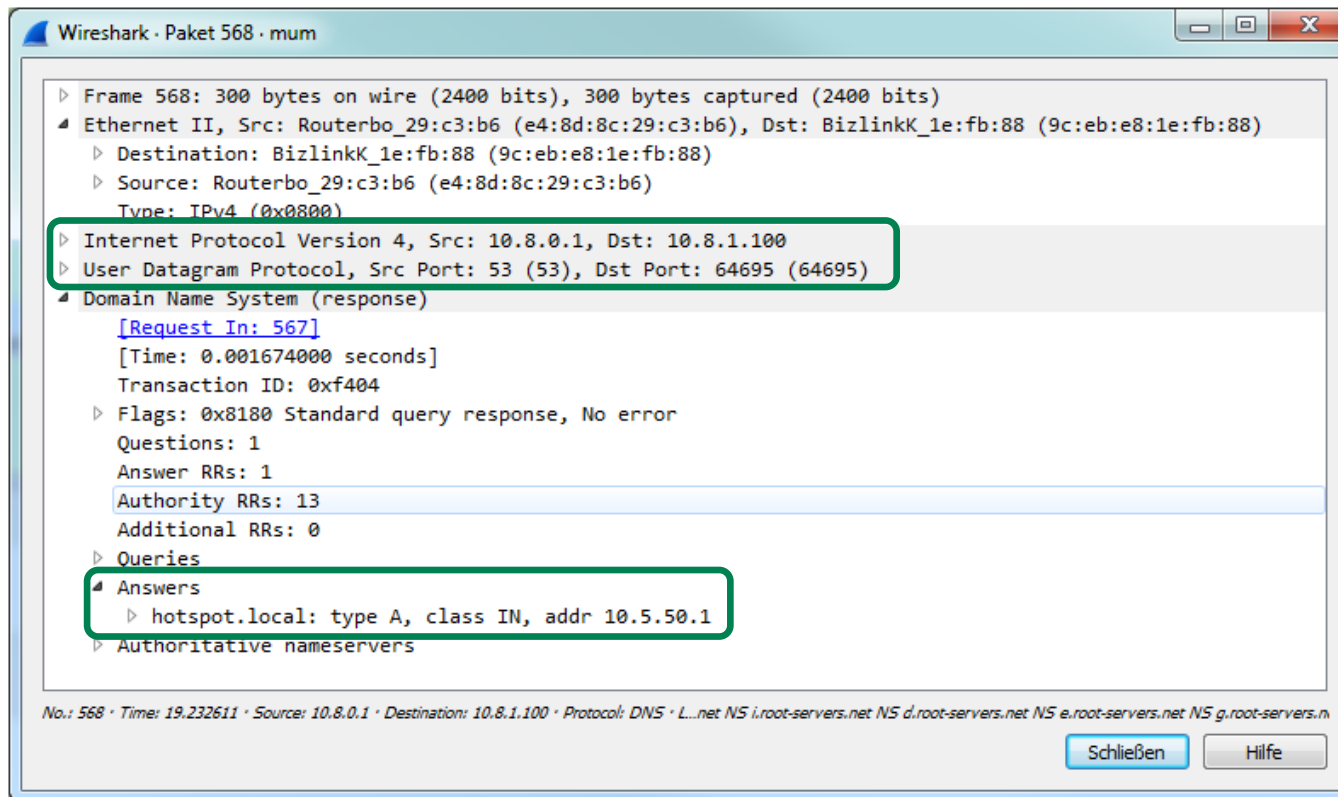 Wireshark · Paket 568 · mum
Frame 568: 300 bytes on wire (2400 bits), 300 bytes captured (2400 bits)
Ethernet II, Src: Routerbo_29:c3:b6 (e4:8d:8c:29:c3:b6), Dst: BizlinkK_1e:fb:88 (9c:eb:e8:1e:fb:88)
Destination: BizlinkK_1e:fb:88 (9c:eb:e8:1e:fb:88)
Source: Routerbo_29:c3:b6 (e4:8d:8c:29:c3:b6)
Type: IPv4 (0x0800)
Internet Protocol Version 4, Src: 10.8.0.1, Dst: 10.8.1.100
User Datagram Protocol, Src Port: 53 (53), Dst Port: 64695 (64695)
Domain Name System (response)
[Request In: 567]
[Time: 0.001674000 seconds]
Transaction ID: 0xf404
Flags: 0x8180 Standard query response, No error
Questions: 1
Answer RRs: 1
Authority RRs: 13
Additional RRs: 0
Queries
Answers
hotspot.local: type A, class IN, addr 10.5.50.1
Authoritative nameservers
No.: 568 · Time: 19.232611 · Source: 10.8.0.1 · Destination: 10.8.1.100 · Protocol: DNS · L...net NS i.root-servers.net NS d.root-servers.net NS e.root-servers.net NS g.root-servers.n
Schließen Hilfe